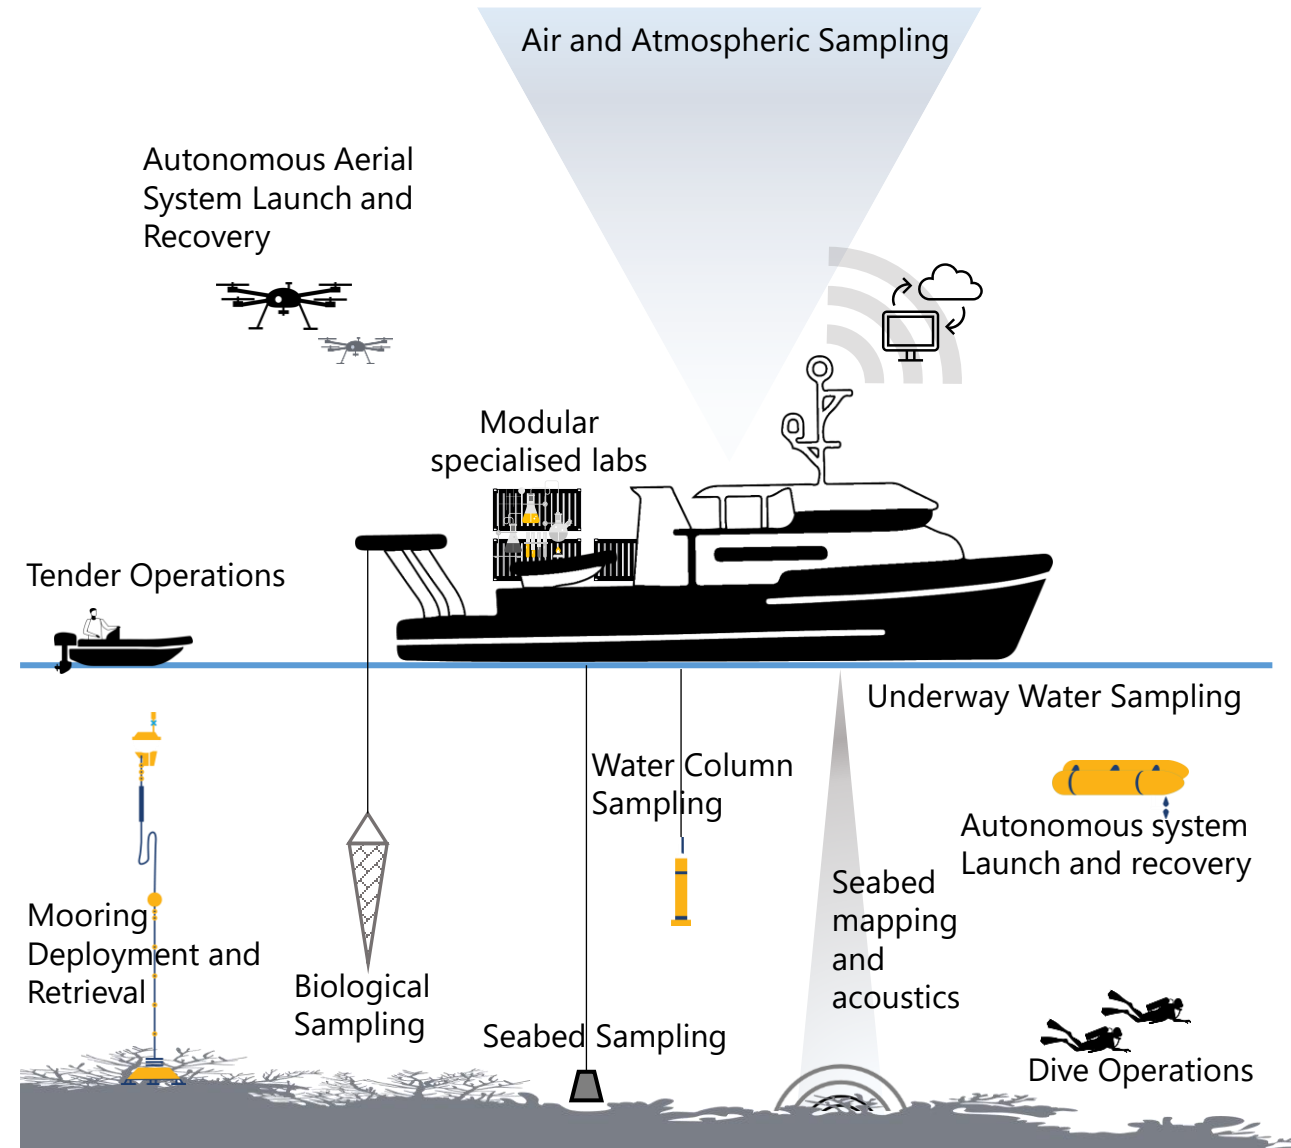 Air and Atmospheric Sampling
Autonomous Aerial
System Launch and
Recovery
Modular
specialised labs
Tender Operations
Underway Water Sampling
Water Column
Sampling
Autonomous system
Launch and recovery
Seabed
mapping
and
acoustics
Mooring
Deployment and
Retrieval
Biological
Sampling
Seabed Sampling
Dive Operations